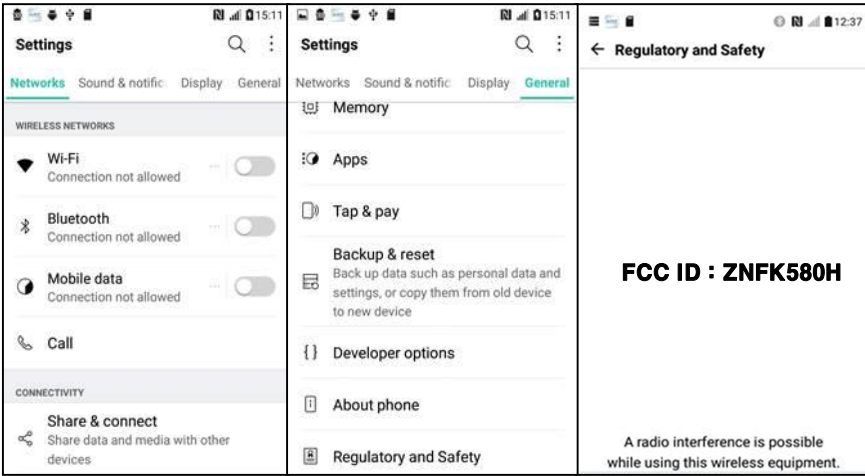 15:11
Settings
Networks Sound & notific Display General
WIRELESS NETWORKS
Wi-Fi
Connection not allowed
Bluetooth
Connection not allowed
Mobile data
Connection not allowed
Call
CONNECTIVITY
Share & connect
Share data and media with other
devices
15:11
Settings
Networks Sound & notific Display General
Memory
Apps
Tap & pay
Backup & reset
Back up data such as personal data and
settings, or copy them from old device
to new device
Developer options
About phone
Regulatory and Safety
12:37
Regulatory and Safety
FCC ID : ZNFK580H
A radio interference is possible
while using this wireless equipment.